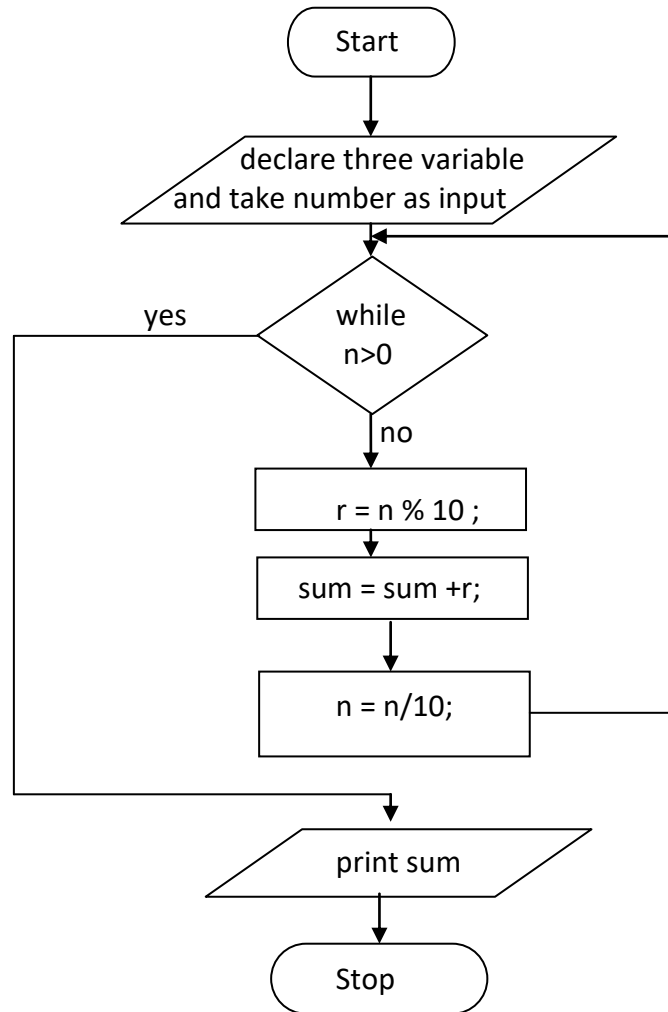 Start
declare three variable
and take number as input
yes
while
n>0
no
r = n % 10 ;
sum = sum +r;
n = n/10;
print sum
Stop